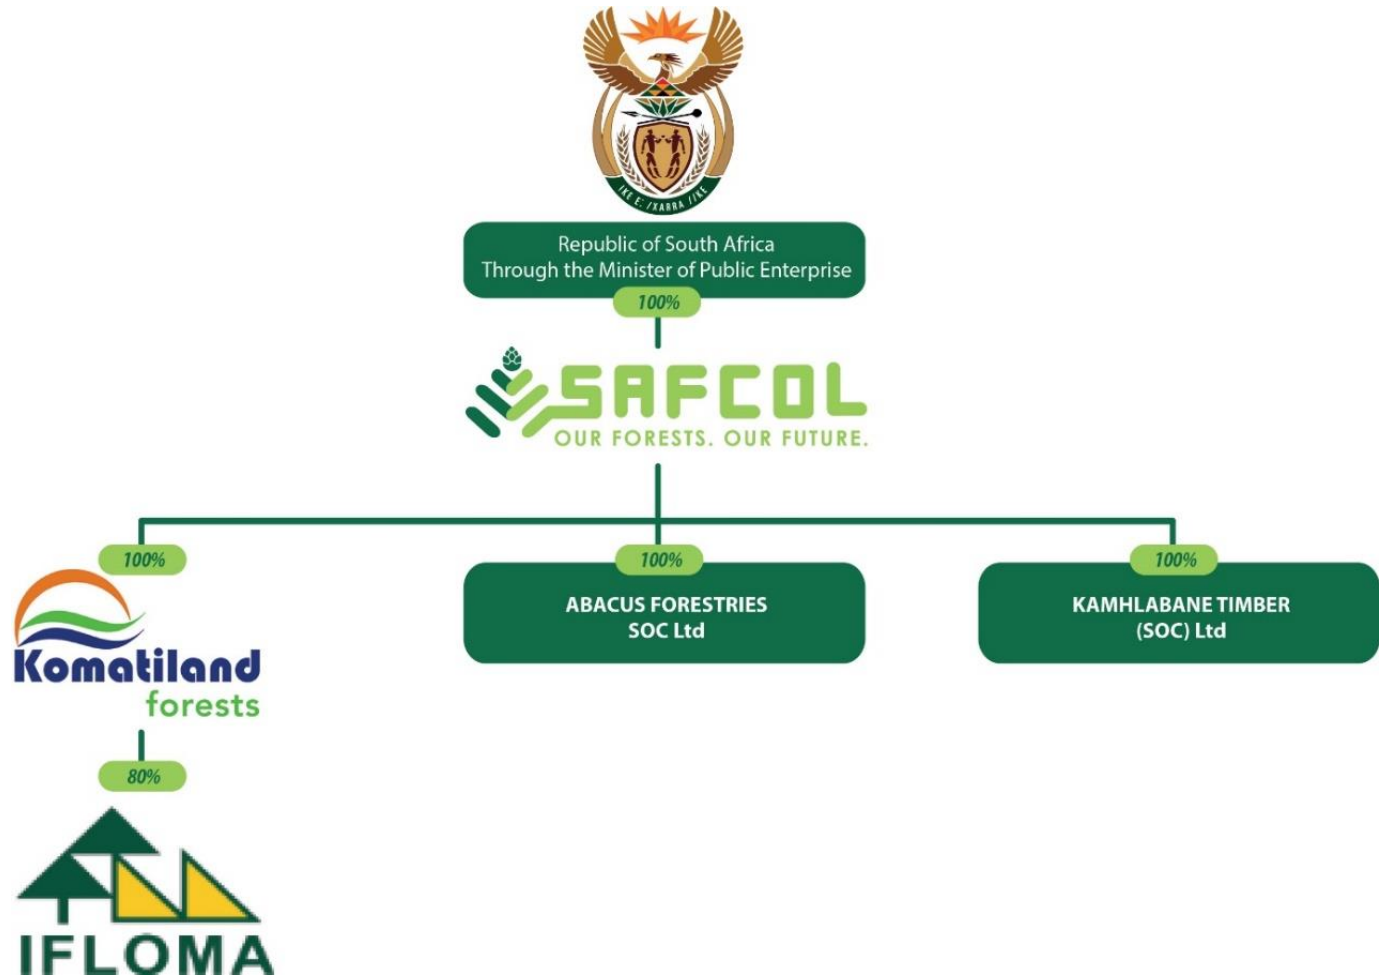 !KE E: /XARRA //KE
Republic of South Africa
Through the Minister of Public Enterprise
100%
SAFCOL
OUR FORESTS. OUR FUTURE.
100%
100%
100%
Komatiland
forests
ABACUS FORESTRIES
SOC Ltd
KAMHLABANE TIMBER
(SOC) Ltd
80%
IFLOMA